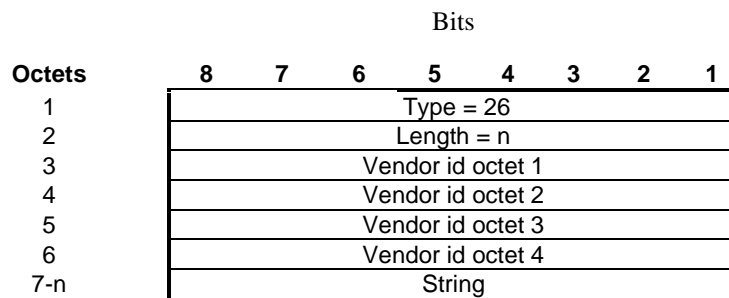 Bits
Octets 8 7 6 5 4 3 2 1
1 Type = 26
2 Length = n
3 Vendor id octet 1
4 Vendor id octet 2
5 Vendor id octet 3
6 Vendor id octet 4
7-n String